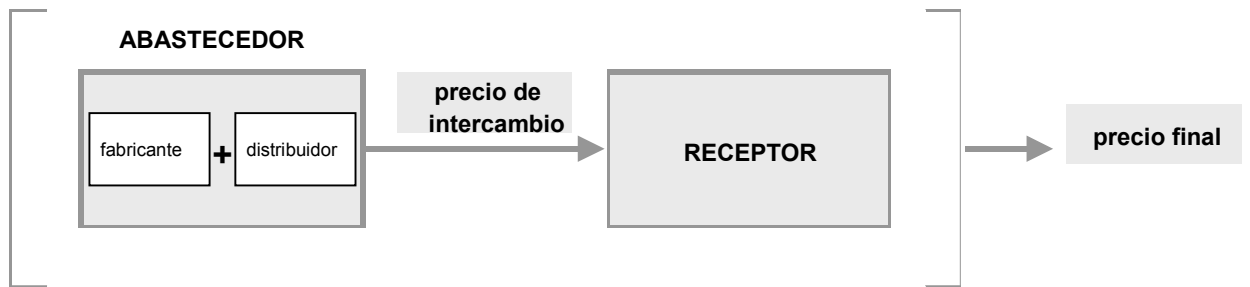 ABASTECEDOR
fabricante
+
distribuidor
precio de
intercambio
RECEPTOR
precio final